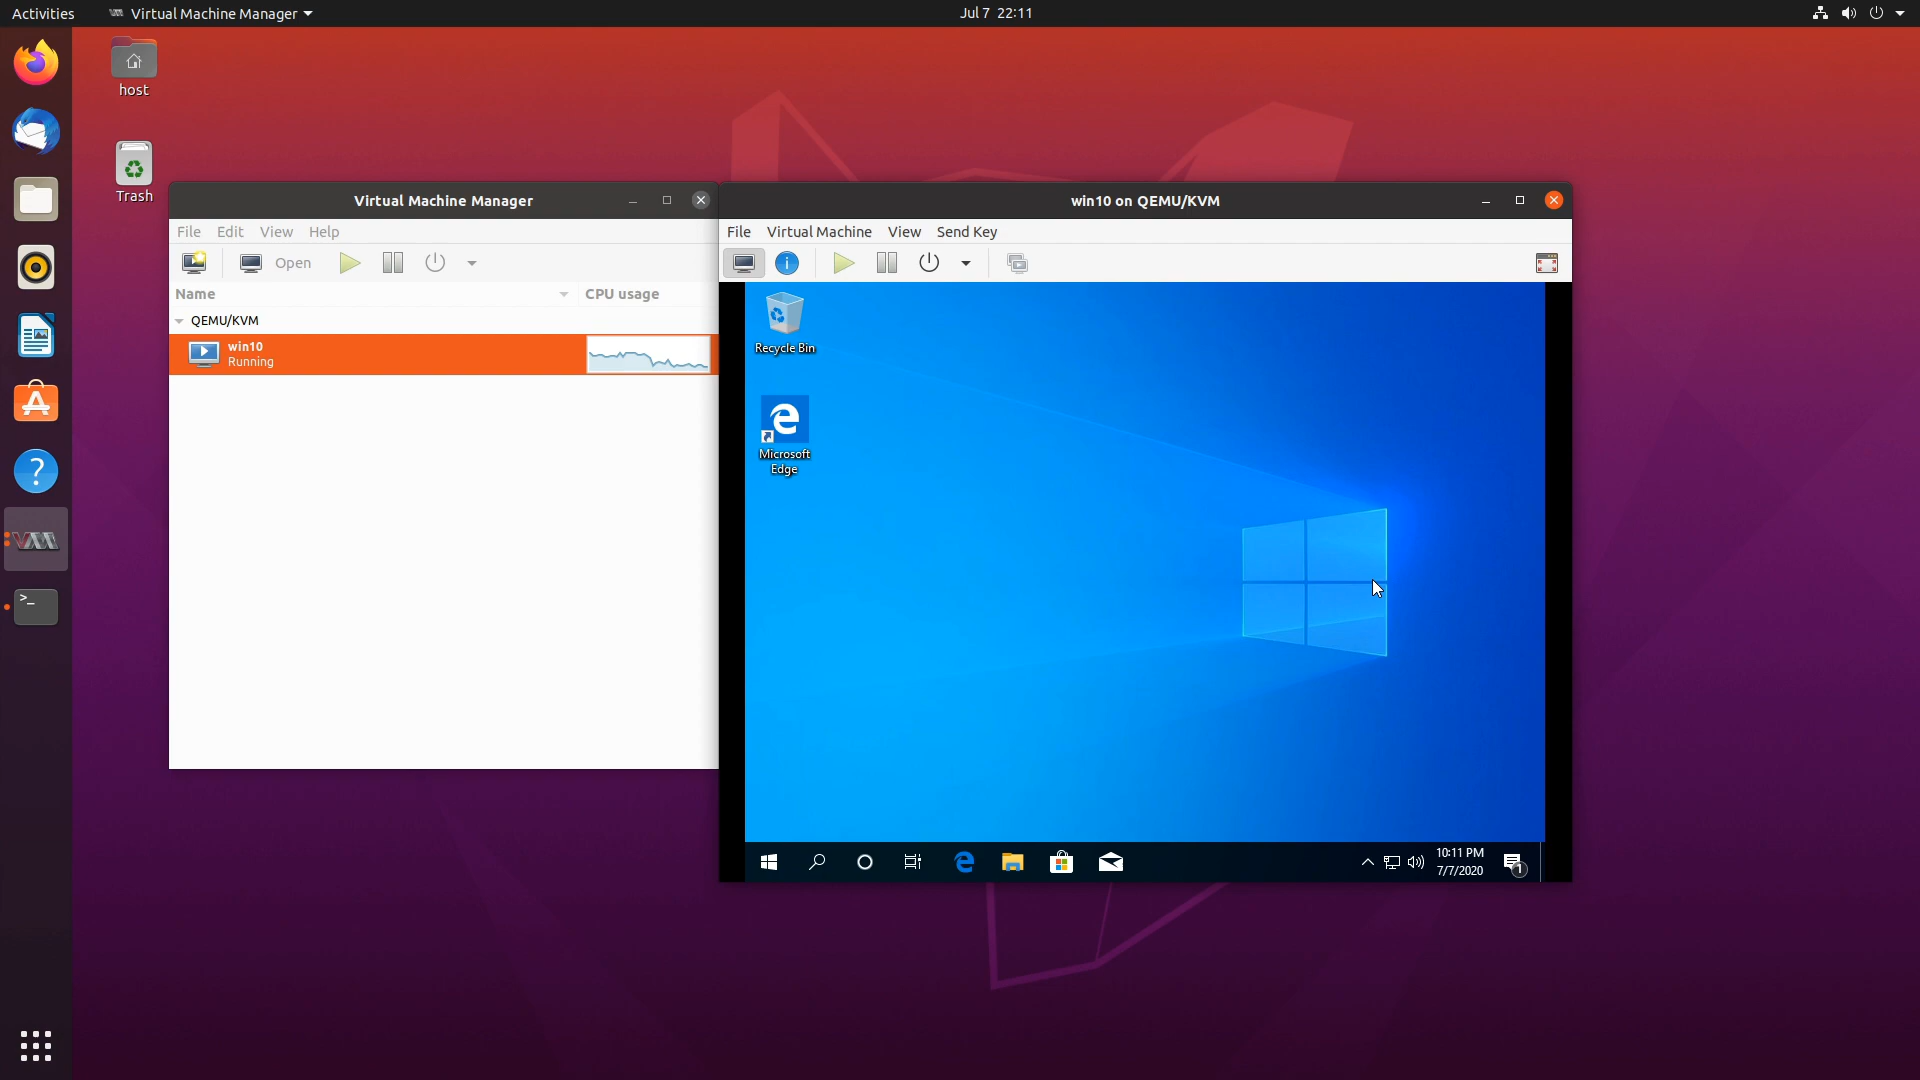 Activities
Virtual Machine Manager
Jul 7 22:11
host
Trash
Virtual Machine Manager
File Edit View Help
Open
Name
CPU usage
QEMU/KVM
win10
Running
win10 on QEMU/KVM
File Virtual Machine View Send Key
Recycle Bin
Microsoft
Edge
10:11 PM
7/7/2020
1